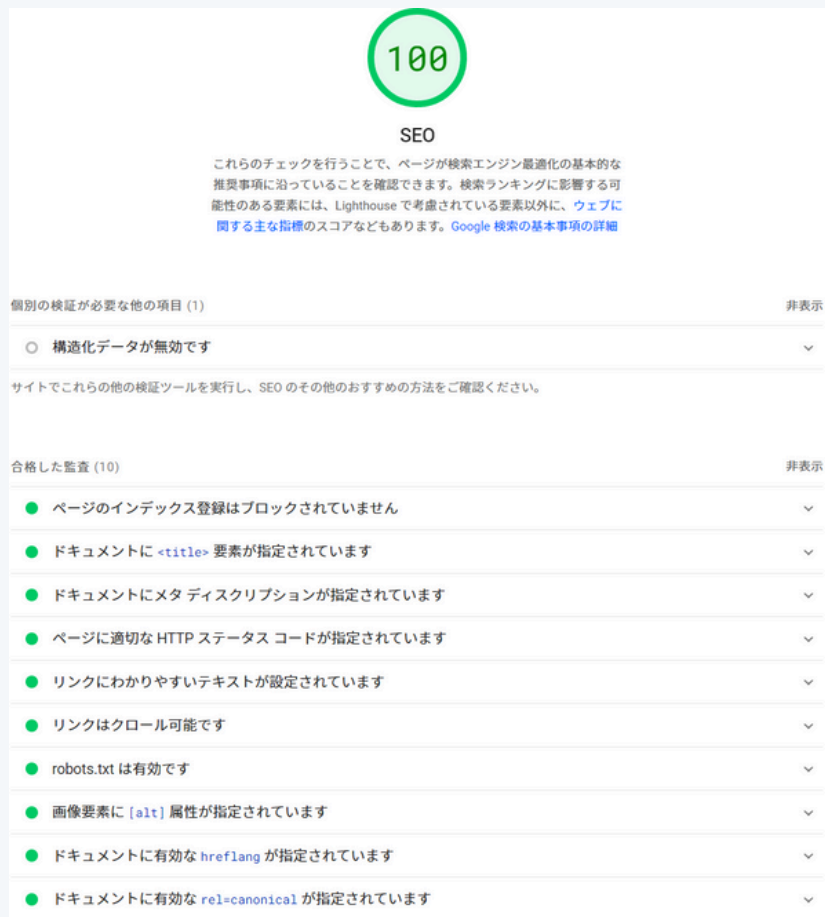 100
SEO
これらのチェックを行うことで、ページが検索エンジン最適化の基本的な
推奨事項に沿っていることを確認できます。検索ランキングに影響する可
能性のある要素には、Lighthouse で考慮されている要素以外に、ウェブに
関する主な指標のスコアなどもあります。Google 検索の基本事項の詳細
個別の検証が必要な他の項目 (1) 非表示
構造化データが無効です
サイトでこれらの他の検証ツールを実行し、SEO のその他のおすすめの方法をご確認ください。
合格した監査 (10) 非表示
ページのインデックス登録はブロックされていません
ドキュメントに <title> 要素が指定されています
ドキュメントにメタ ディスクリプションが指定されています
ページに適切な HTTP ステータス コードが指定されています
リンクにわかりやすいテキストが設定されています
リンクはクロール可能です
robots.txt は有効です
画像要素に [alt] 属性が指定されています
ドキュメントに有効な hreflang が指定されています
ドキュメントに有効な rel=canonical が指定されています